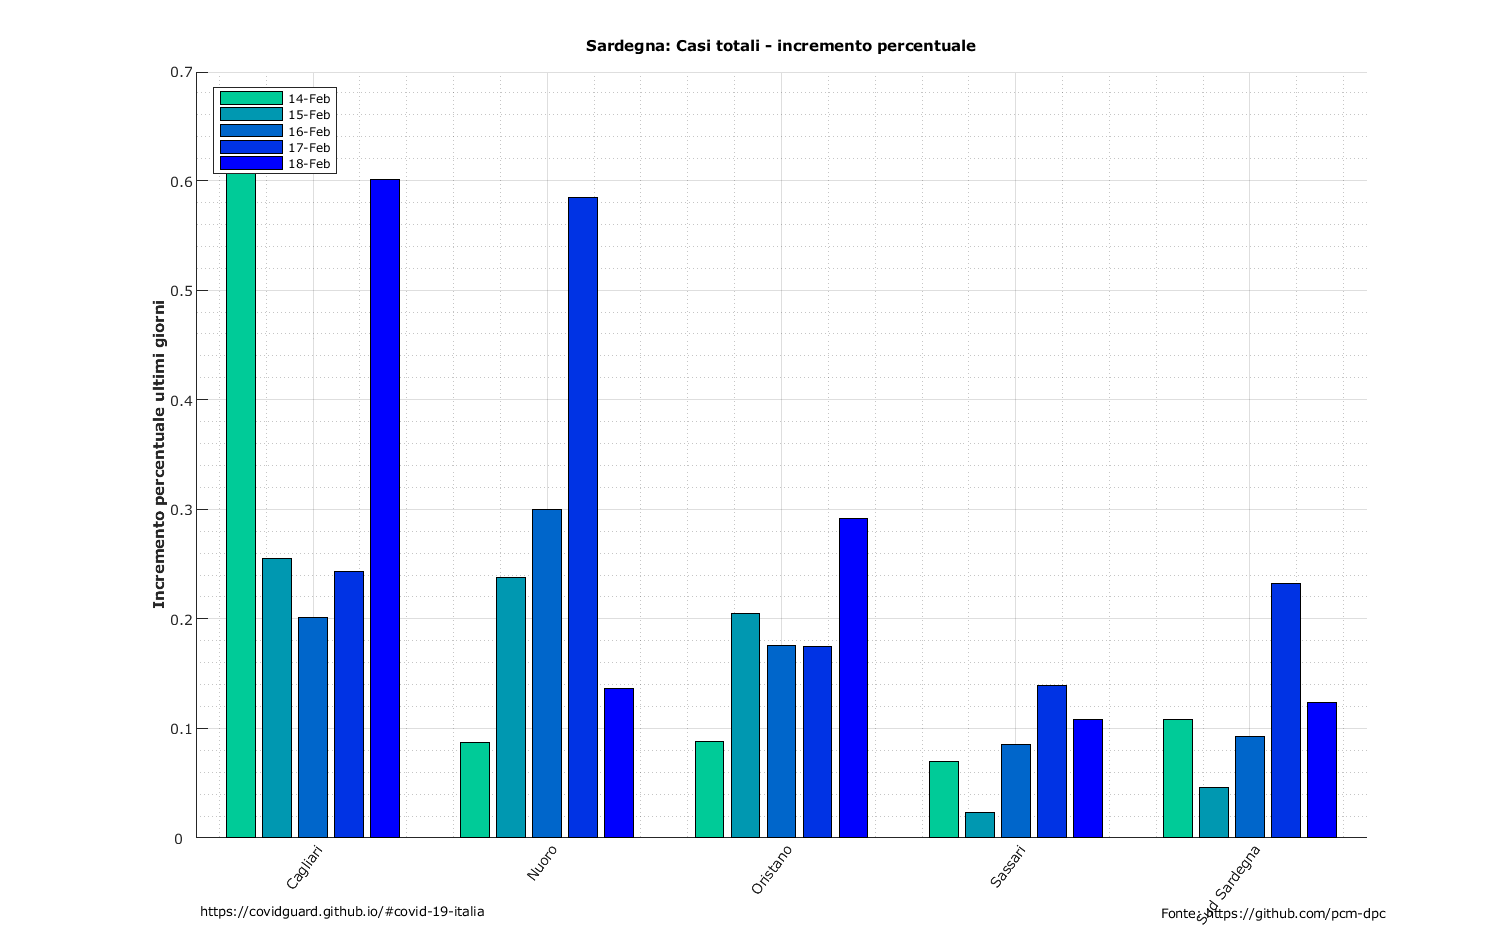 Sardegna: Casi totali - incremento percentuale
0.7
14-Feb
15-Feb
16-Feb
17-Feb
18-Feb
0.6
0.5
0.4
0.3
0.2
0.1
0
Incremento percentuale ultimi giorni
Cagliari
Nuoro
Oristano
Sassari
Sud Sardegna
https://covidguard.github.io/#covid-19-italia
Fonte: https://github.com/pcm-dpc